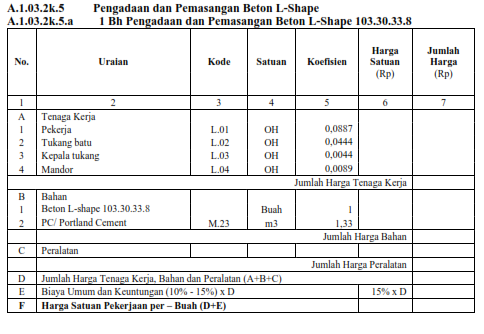 A.1.03.2k.5 Pengadaan dan Pemasangan Beton L-Shape
A.1.03.2k.5.a 1 Bh Pengadaan dan Pemasangan Beton L-Shape 103.30.33.8
No. Uraian Kode Satuan Koefisien Harga Satuan (Rp) Jumlah Harga (Rp)
1 2 3 4 5 6 7
A Tenaga Kerja
1 Pekerja L.01 OH 0,0887
2 Tukang batu L.02 OH 0,0444
3 Kepala tukang L.03 OH 0,0044
4 Mandor L.04 OH 0,0089
Jumlah Harga Tenaga Kerja
B Bahan
1 Beton L-shape 103.30.33.8 Buah 1
2 PC/ Portland Cement M.23 m3 1,33
Jumlah Harga Bahan
C Peralatan
Jumlah Harga Peralatan
D Jumlah Harga Tenaga Kerja, Bahan dan Peralatan (A+B+C)
E Biaya Umum dan Keuntungan (10% - 15%) x D 15% x D
F Harga Satuan Pekerjaan per – Buah (D+E)